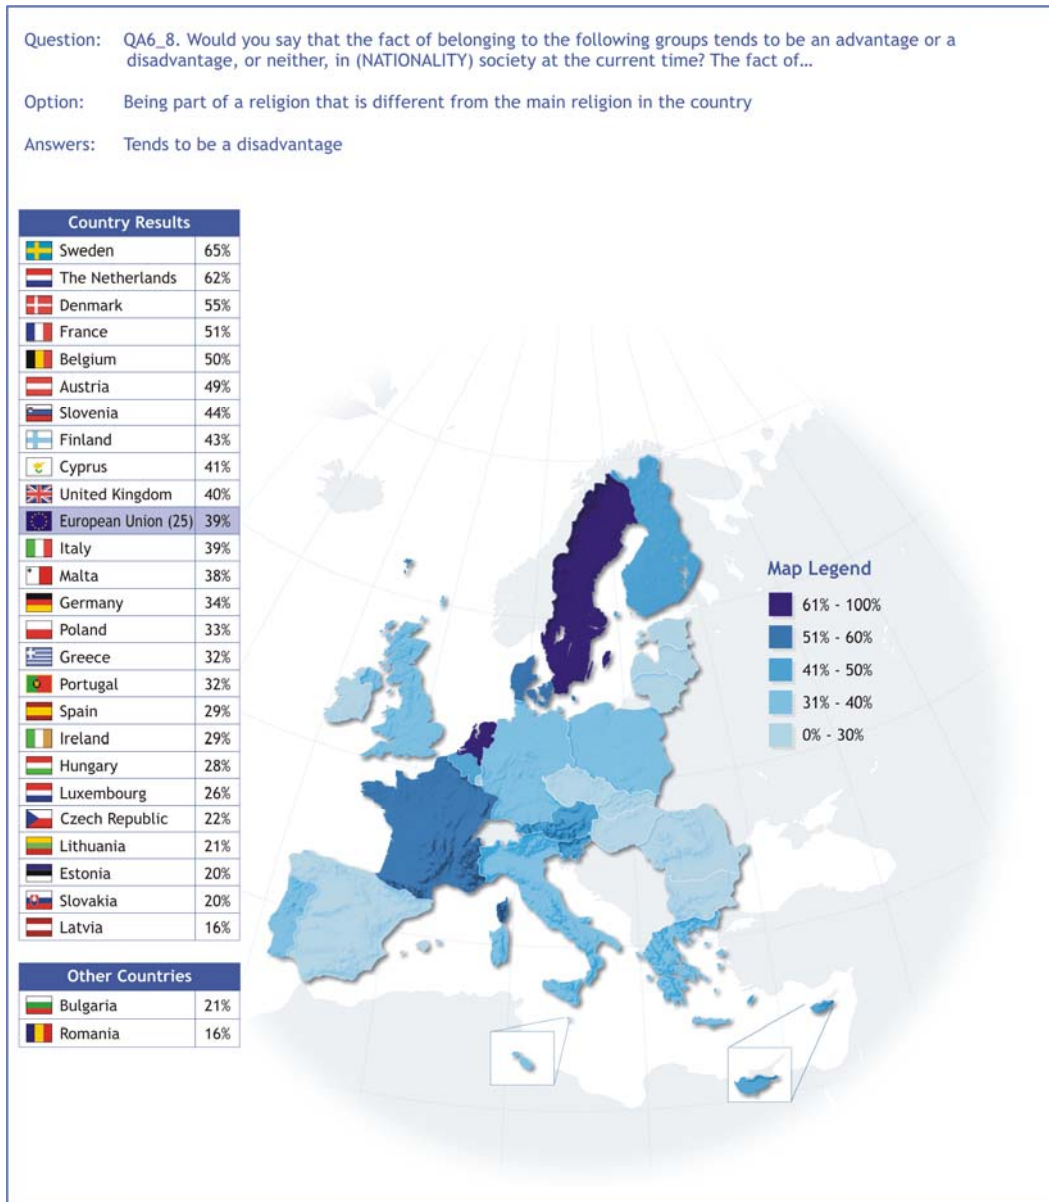 Question: QA6_8. Would you say that the fact of belonging to the following groups tends to be an advantage or a
disadvantage, or neither, in (NATIONALITY) society at the current time? The fact of…
Option: Being part of a religion that is different from the main religion in the country
Answers: Tends to be a disadvantage
Country Results
Sweden 65%
The Netherlands 62%
Denmark 55%
France 51%
Belgium 50%
Austria 49%
Slovenia 44%
Finland 43%
Cyprus 41%
United Kingdom 40%
European Union (25) 39%
Italy 39%
Malta 38%
Germany 34%
Poland 33%
Greece 32%
Portugal 32%
Spain 29%
Ireland 29%
Hungary 28%
Luxembourg 26%
Czech Republic 22%
Lithuania 21%
Estonia 20%
Slovakia 20%
Latvia 16%
Other Countries
Bulgaria 21%
Romania 16%
Map Legend
61% - 100%
51% - 60%
41% - 50%
31% - 40%
0% - 30%